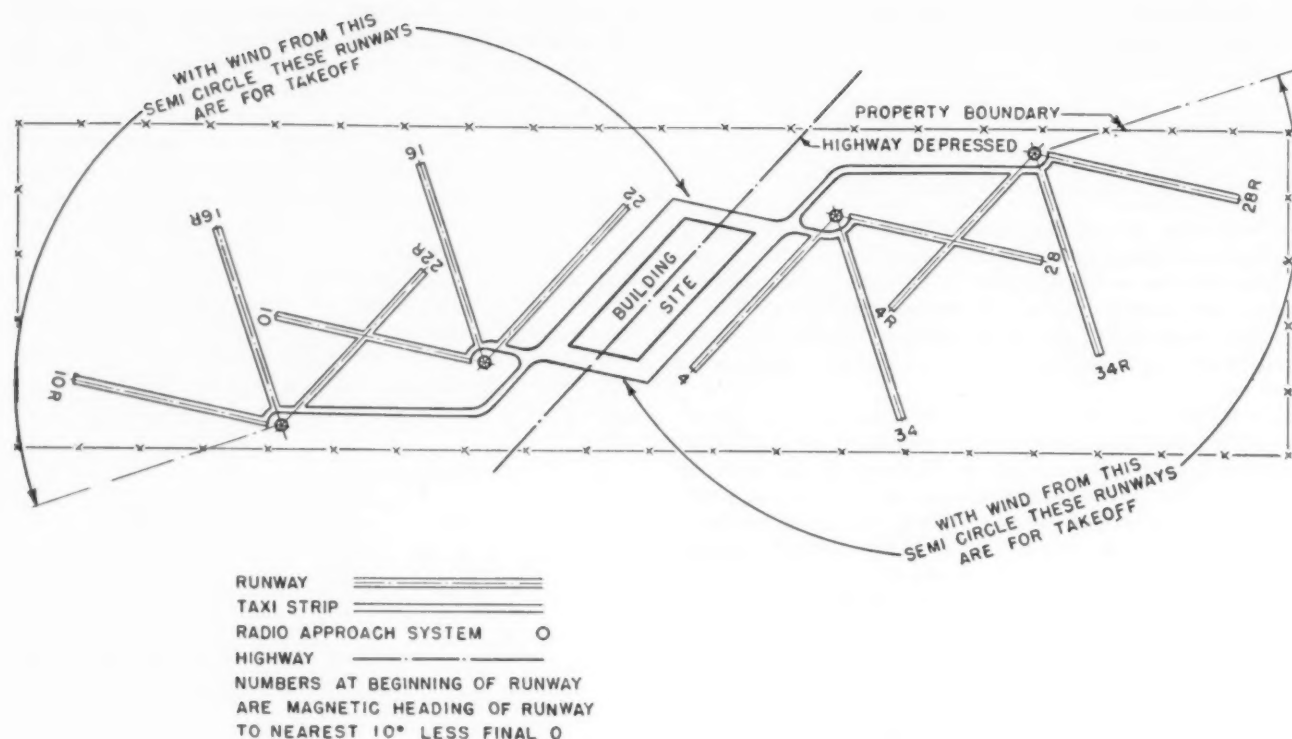 WITH WIND FROM THIS
SEMI CIRCLE THESE RUNWAYS
ARE FOR TAKEOFF
PROPERTY BOUNDARY
HIGHWAY DEPRESSED
16
16R
22R
22
10
10R
BUILDING
SITE
28R
28
4R
4
34R
34
WITH WIND FROM THIS
SEMI CIRCLE THESE RUNWAYS
ARE FOR TAKEOFF
RUNWAY
TAXI STRIP
RADIO APPROACH SYSTEM
HIGHWAY
NUMBERS AT BEGINNING OF RUNWAY
ARE MAGNETIC HEADING OF RUNWAY
TO NEAREST 10° LESS FINAL 0